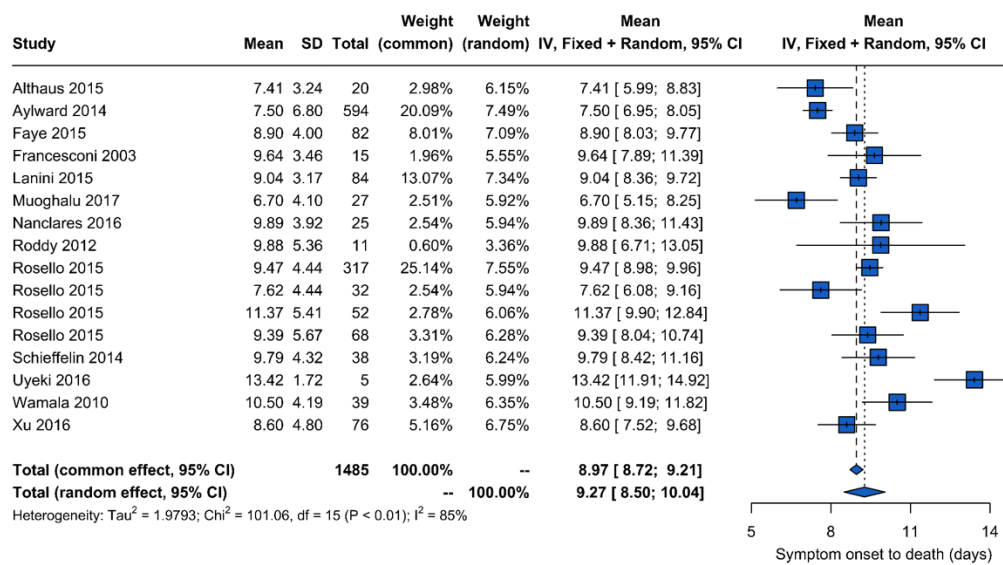 Weight Weight Mean Mean
Study Mean SD Total (common) (random) IV, Fixed + Random, 95% CI IV, Fixed + Random, 95% CI
Althaus 2015 7.41 3.24 20 2.98% 6.15% 7.41 [ 5.99; 8.83]
Aylward 2014 7.50 6.80 594 20.09% 7.49% 7.50 [ 6.95; 8.05]
Faye 2015 8.90 4.00 82 8.01% 7.09% 8.90 [ 8.03; 9.77]
Francesconi 2003 9.64 3.46 15 1.96% 5.55% 9.64 [ 7.89; 11.39]
Lanini 2015 9.04 3.17 84 13.07% 7.34% 9.04 [ 8.36; 9.72]
Muoghalu 2017 6.70 4.10 27 2.51% 5.92% 6.70 [ 5.15; 8.25]
Nanclares 2016 9.89 3.92 25 2.54% 5.94% 9.89 [ 8.36; 11.43]
Roddy 2012 9.88 5.36 11 0.60% 3.36% 9.88 [ 6.71; 13.05]
Rosello 2015 9.47 4.44 317 25.14% 7.55% 9.47 [ 8.98; 9.96]
Rosello 2015 7.62 4.44 32 2.54% 5.94% 7.62 [ 6.08; 9.16]
Rosello 2015 11.37 5.41 52 2.78% 6.06% 11.37 [ 9.90; 12.84]
Rosello 2015 9.39 5.67 68 3.31% 6.28% 9.39 [ 8.04; 10.74]
Schieffelin 2014 9.79 4.32 38 3.19% 6.24% 9.79 [ 8.42; 11.16]
Uyeki 2016 13.42 1.72 5 2.64% 5.99% 13.42 [11.91; 14.92]
Wamala 2010 10.50 4.19 39 3.48% 6.35% 10.50 [ 9.19; 11.82]
Xu 2016 8.60 4.80 76 5.16% 6.75% 8.60 [ 7.52; 9.68]
Total (common effect, 95% CI) 1485 100.00% -- 8.97 [ 8.72; 9.21]
Total (random effect, 95% CI) -- 100.00% 9.27 [ 8.50; 10.04]
Heterogeneity: Tau² = 1.9793; Chi² = 101.06, df = 15 (P < 0.01); I² = 85%
5 8 11 14
Symptom onset to death (days)